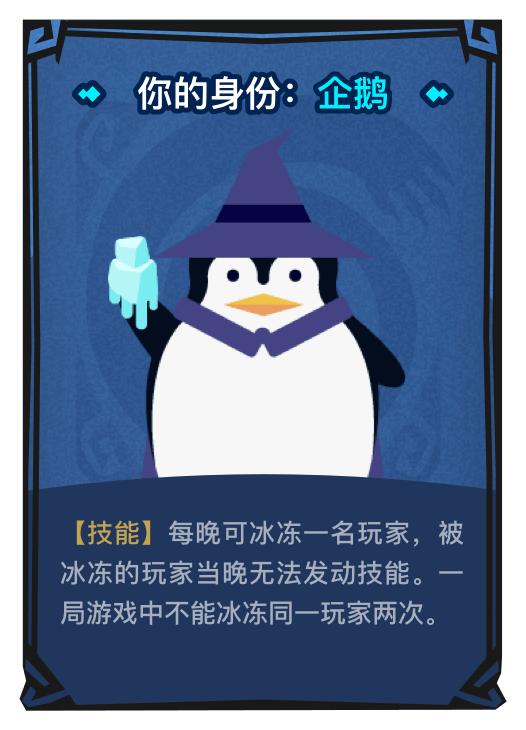 你的身份：企鹅
【技能】每晚可冰冻一名玩家，被
冰冻的玩家当晚无法发动技能。一
局游戏中不能冰冻同一玩家两次。